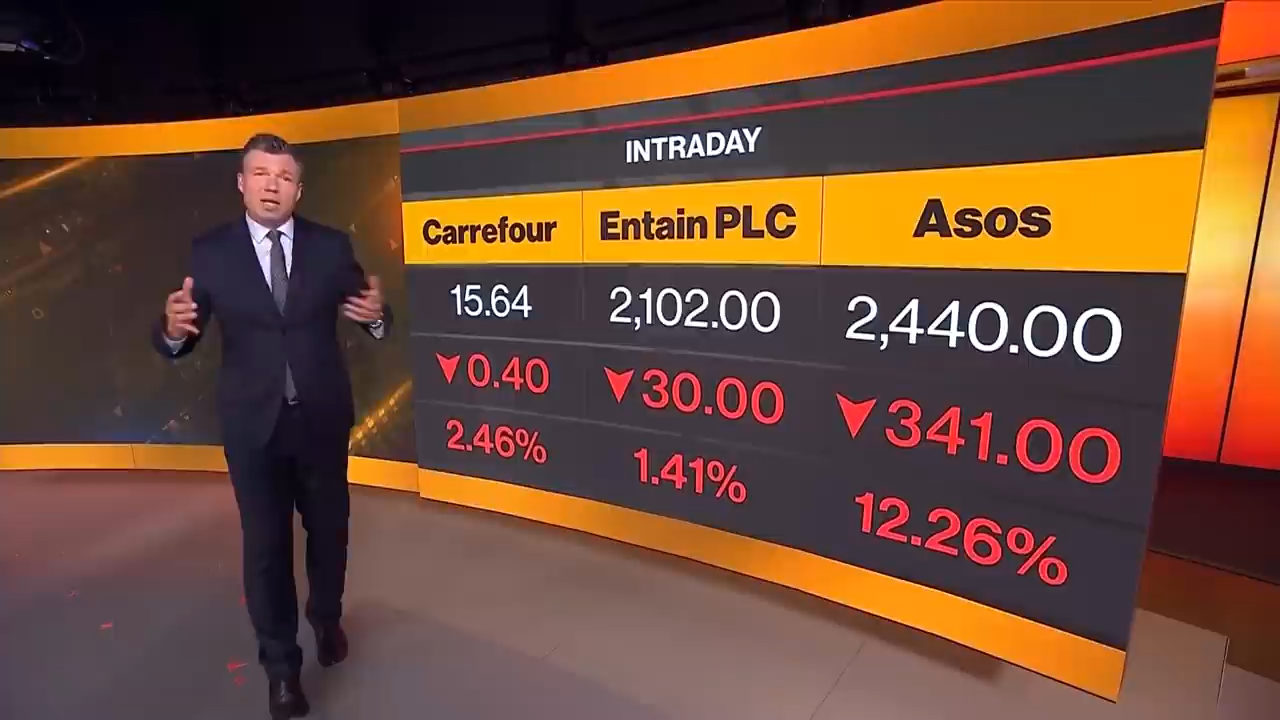 INTRADAY
Carrefour Entain PLC Asos
15.64 2,102.00 2,440.00
▼0.40 ▼30.00 ▼341.00
2.46% 1.41% 12.26%